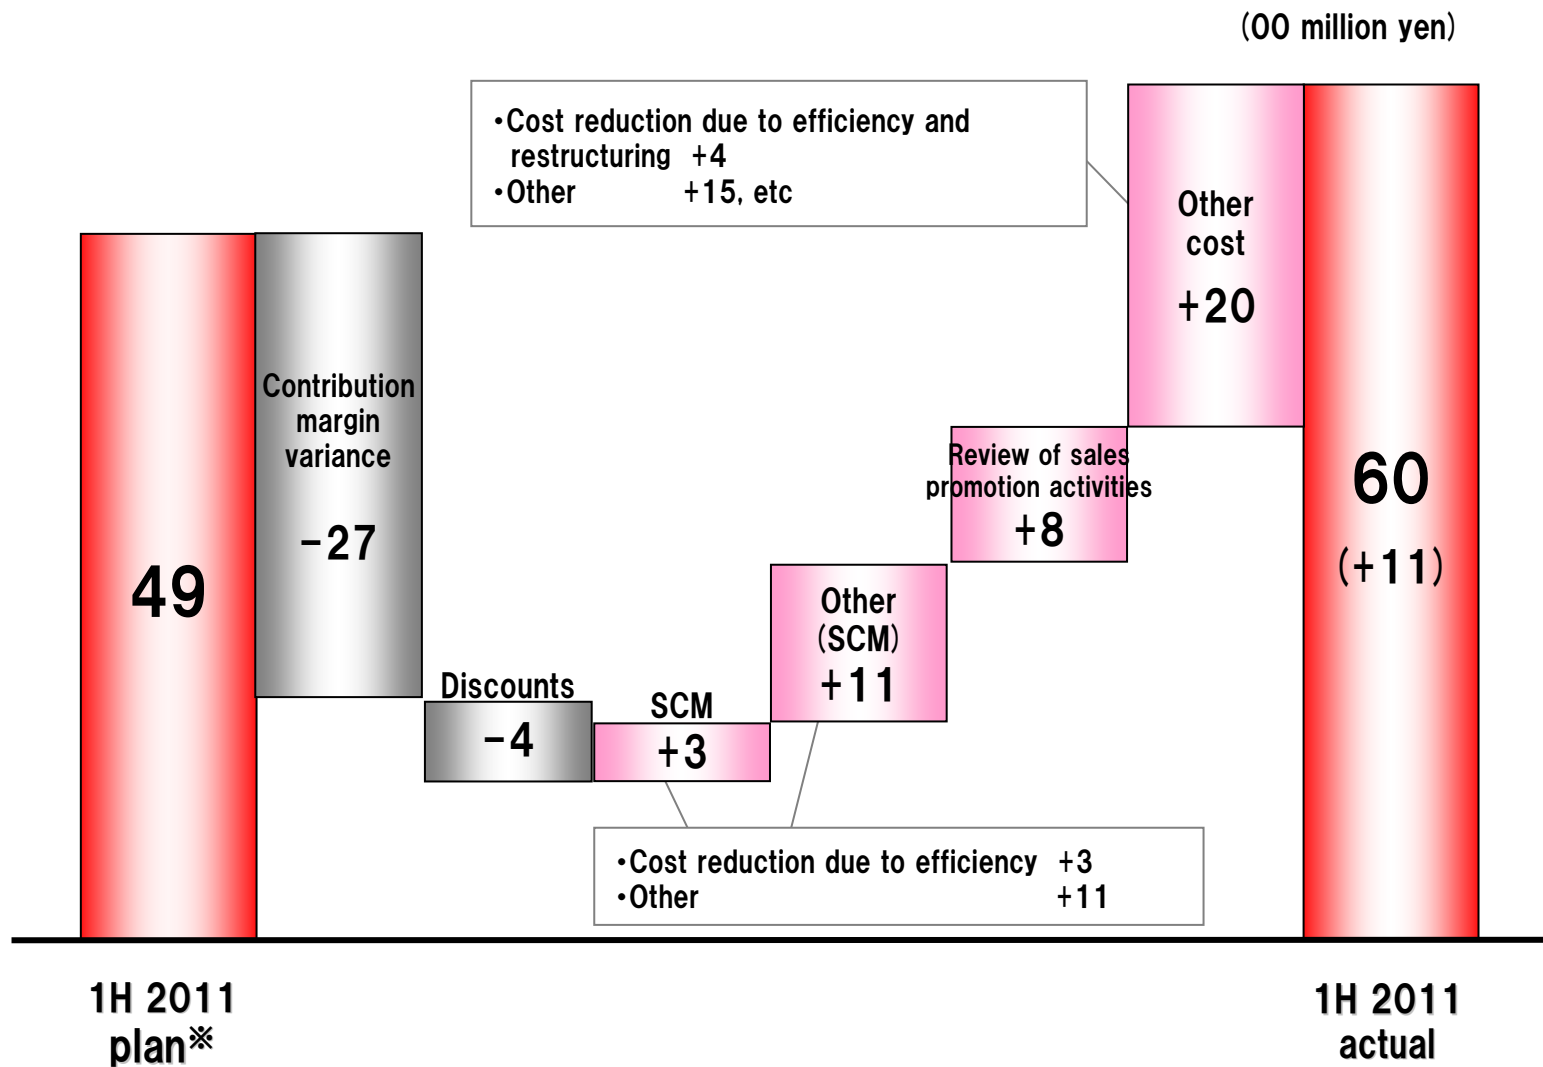 (00 million yen)
・Cost reduction due to efficiency and
restructuring +4
・Other +15, etc
Other
cost
+20
Contribution
margin
variance
-27
Review of sales
promotion activities
+8
60
(+11)
49
Other
(SCM)
+11
Discounts
-4
SCM
+3
・Cost reduction due to efficiency +3
・Other +11
1H 2011
plan※
1H 2011
actual